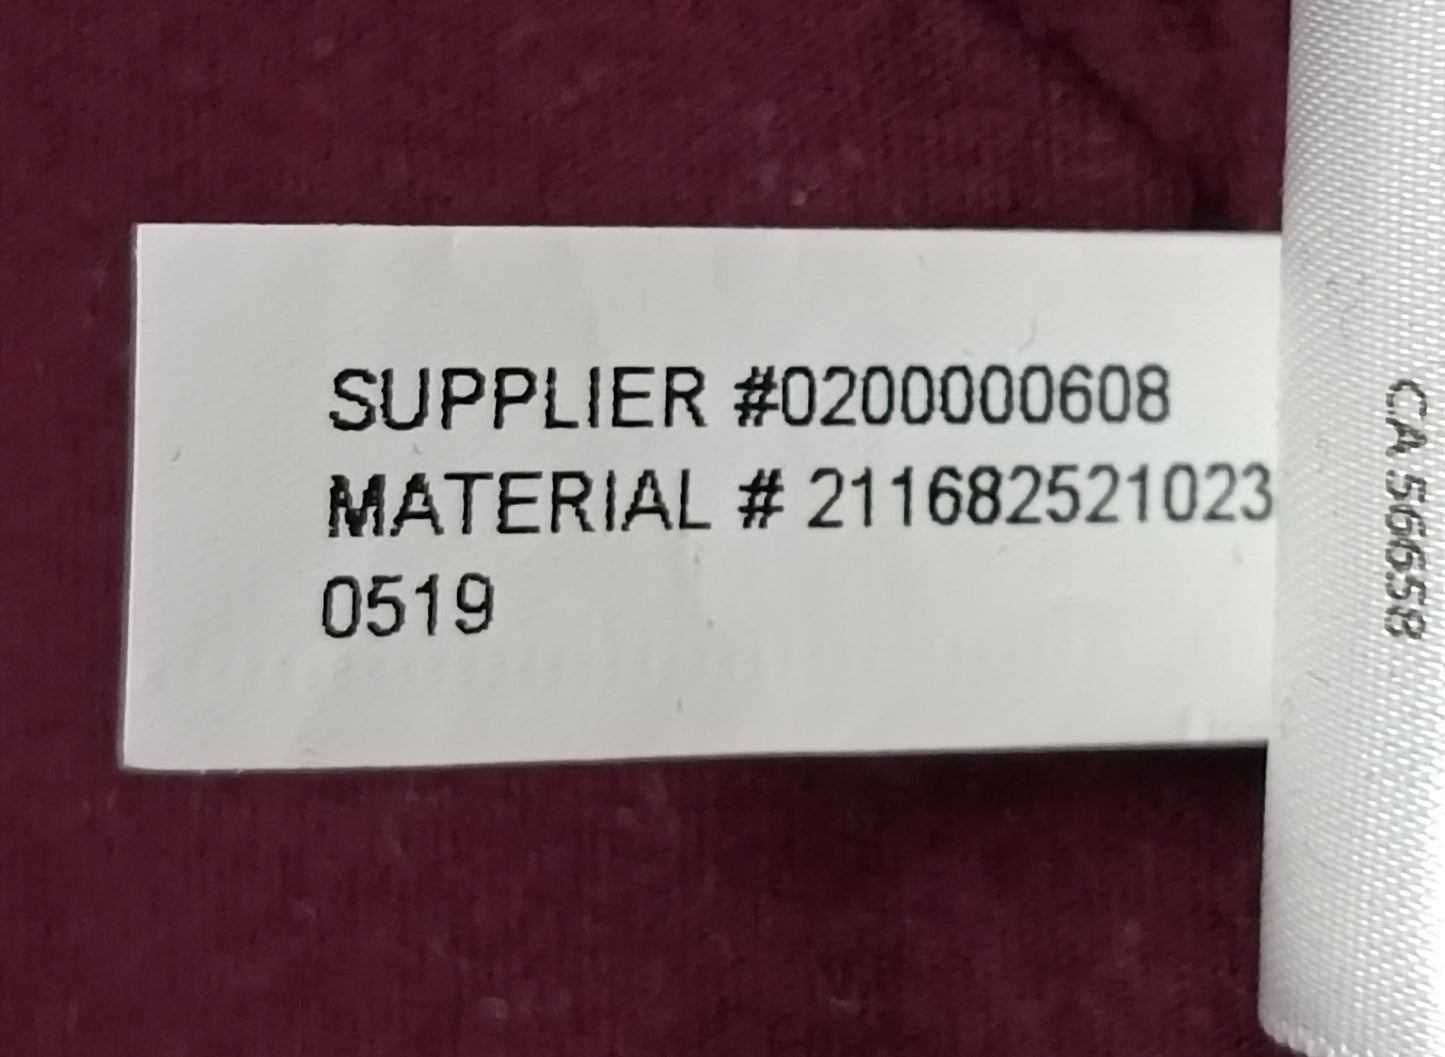 SUPPLIER #0200000608
MATERIAL # 211682521023
0519
CA 56658